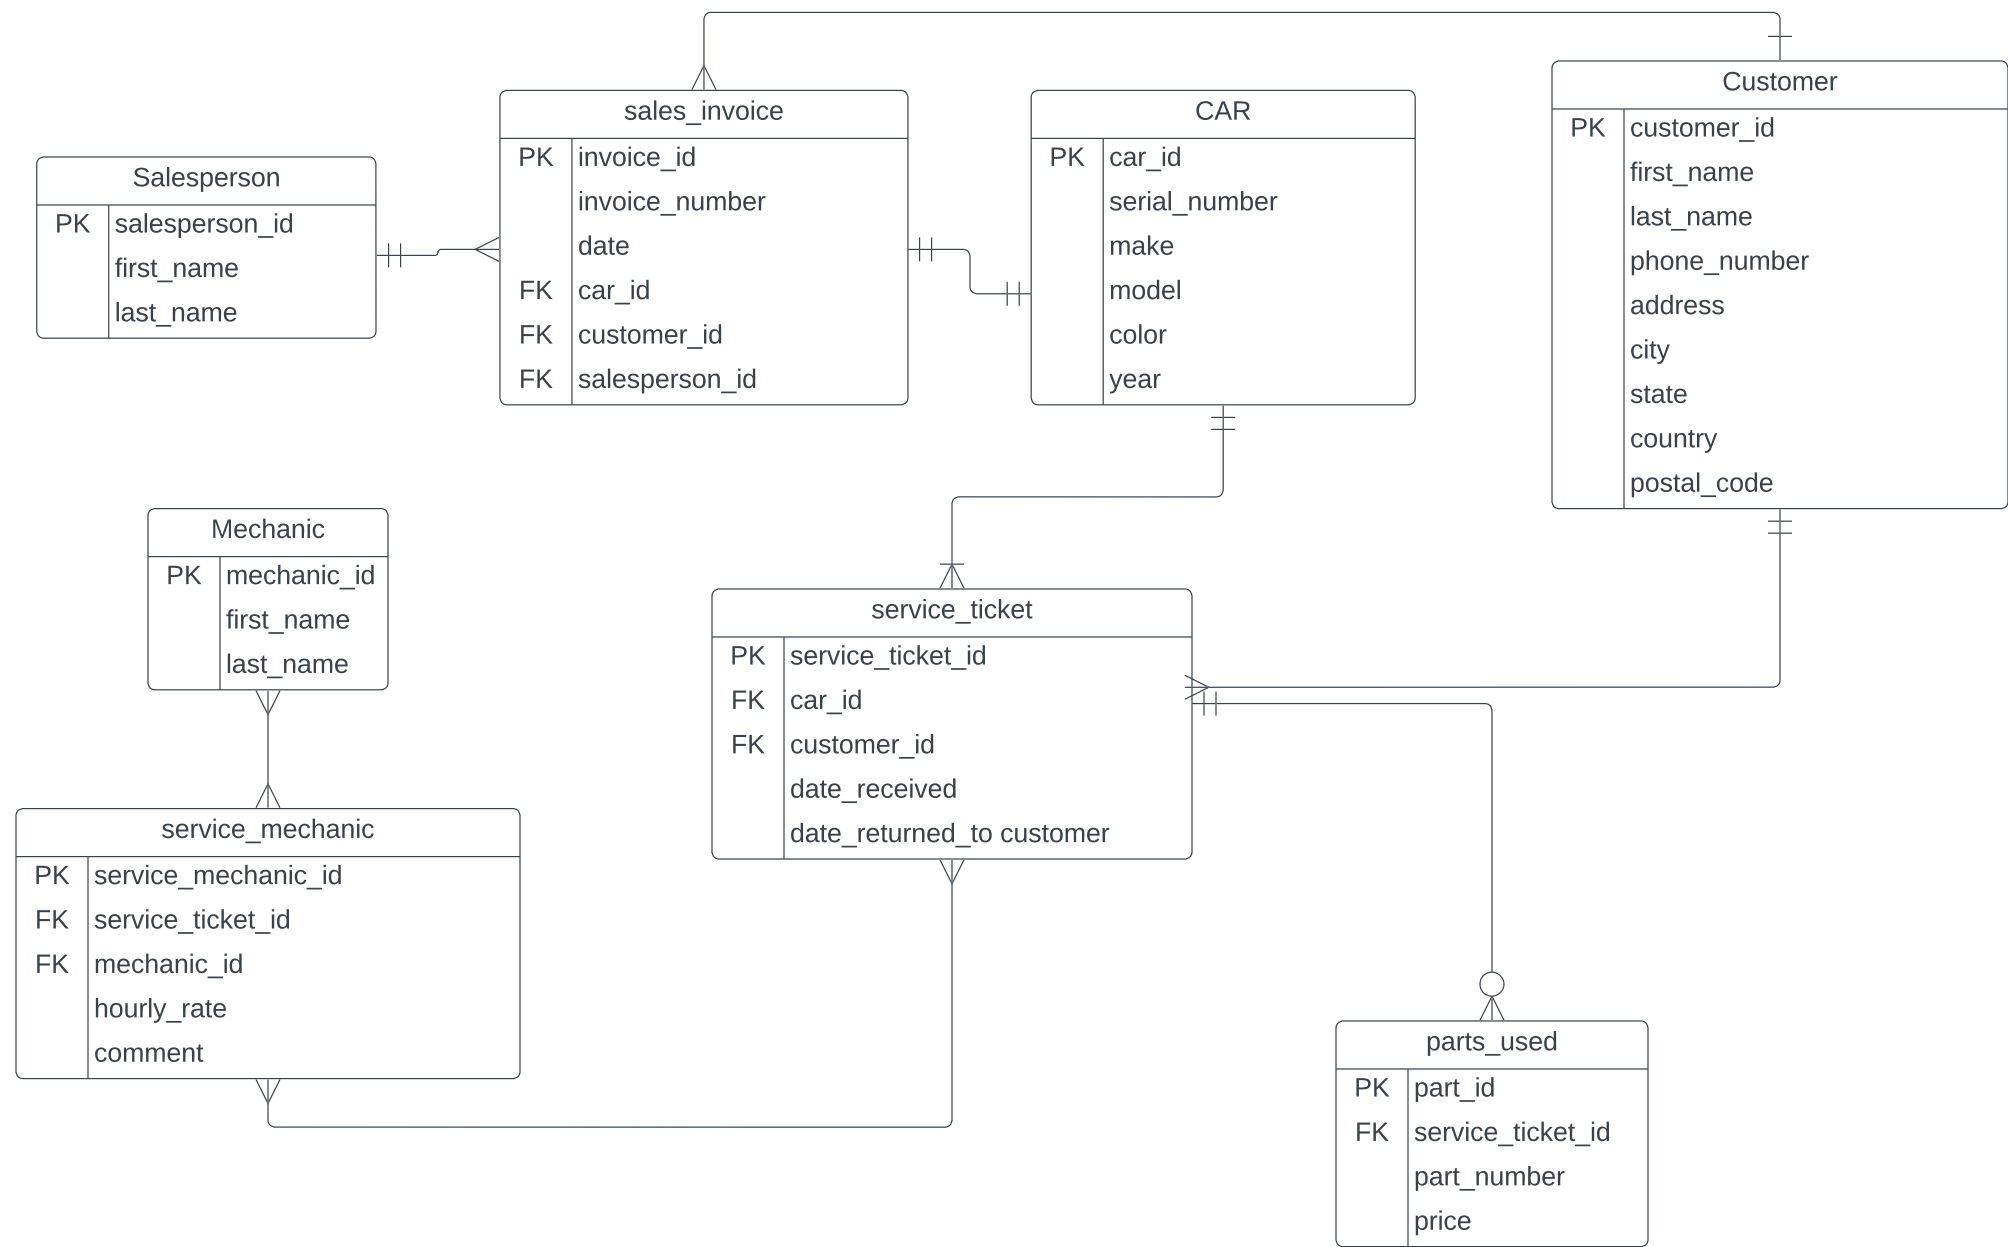 Salesperson
PK salesperson_id
first_name
last_name
sales_invoice
PK invoice_id
invoice_number
date
FK car_id
FK customer_id
FK salesperson_id
CAR
PK car_id
serial_number
make
model
color
year
Customer
PK customer_id
first_name
last_name
phone_number
address
city
state
country
postal_code
Mechanic
PK mechanic_id
first_name
last_name
service_ticket
PK service_ticket_id
FK car_id
FK customer_id
date_received
date_returned_to customer
service_mechanic
PK service_mechanic_id
FK service_ticket_id
FK mechanic_id
hourly_rate
comment
parts_used
PK part_id
FK service_ticket_id
part_number
price